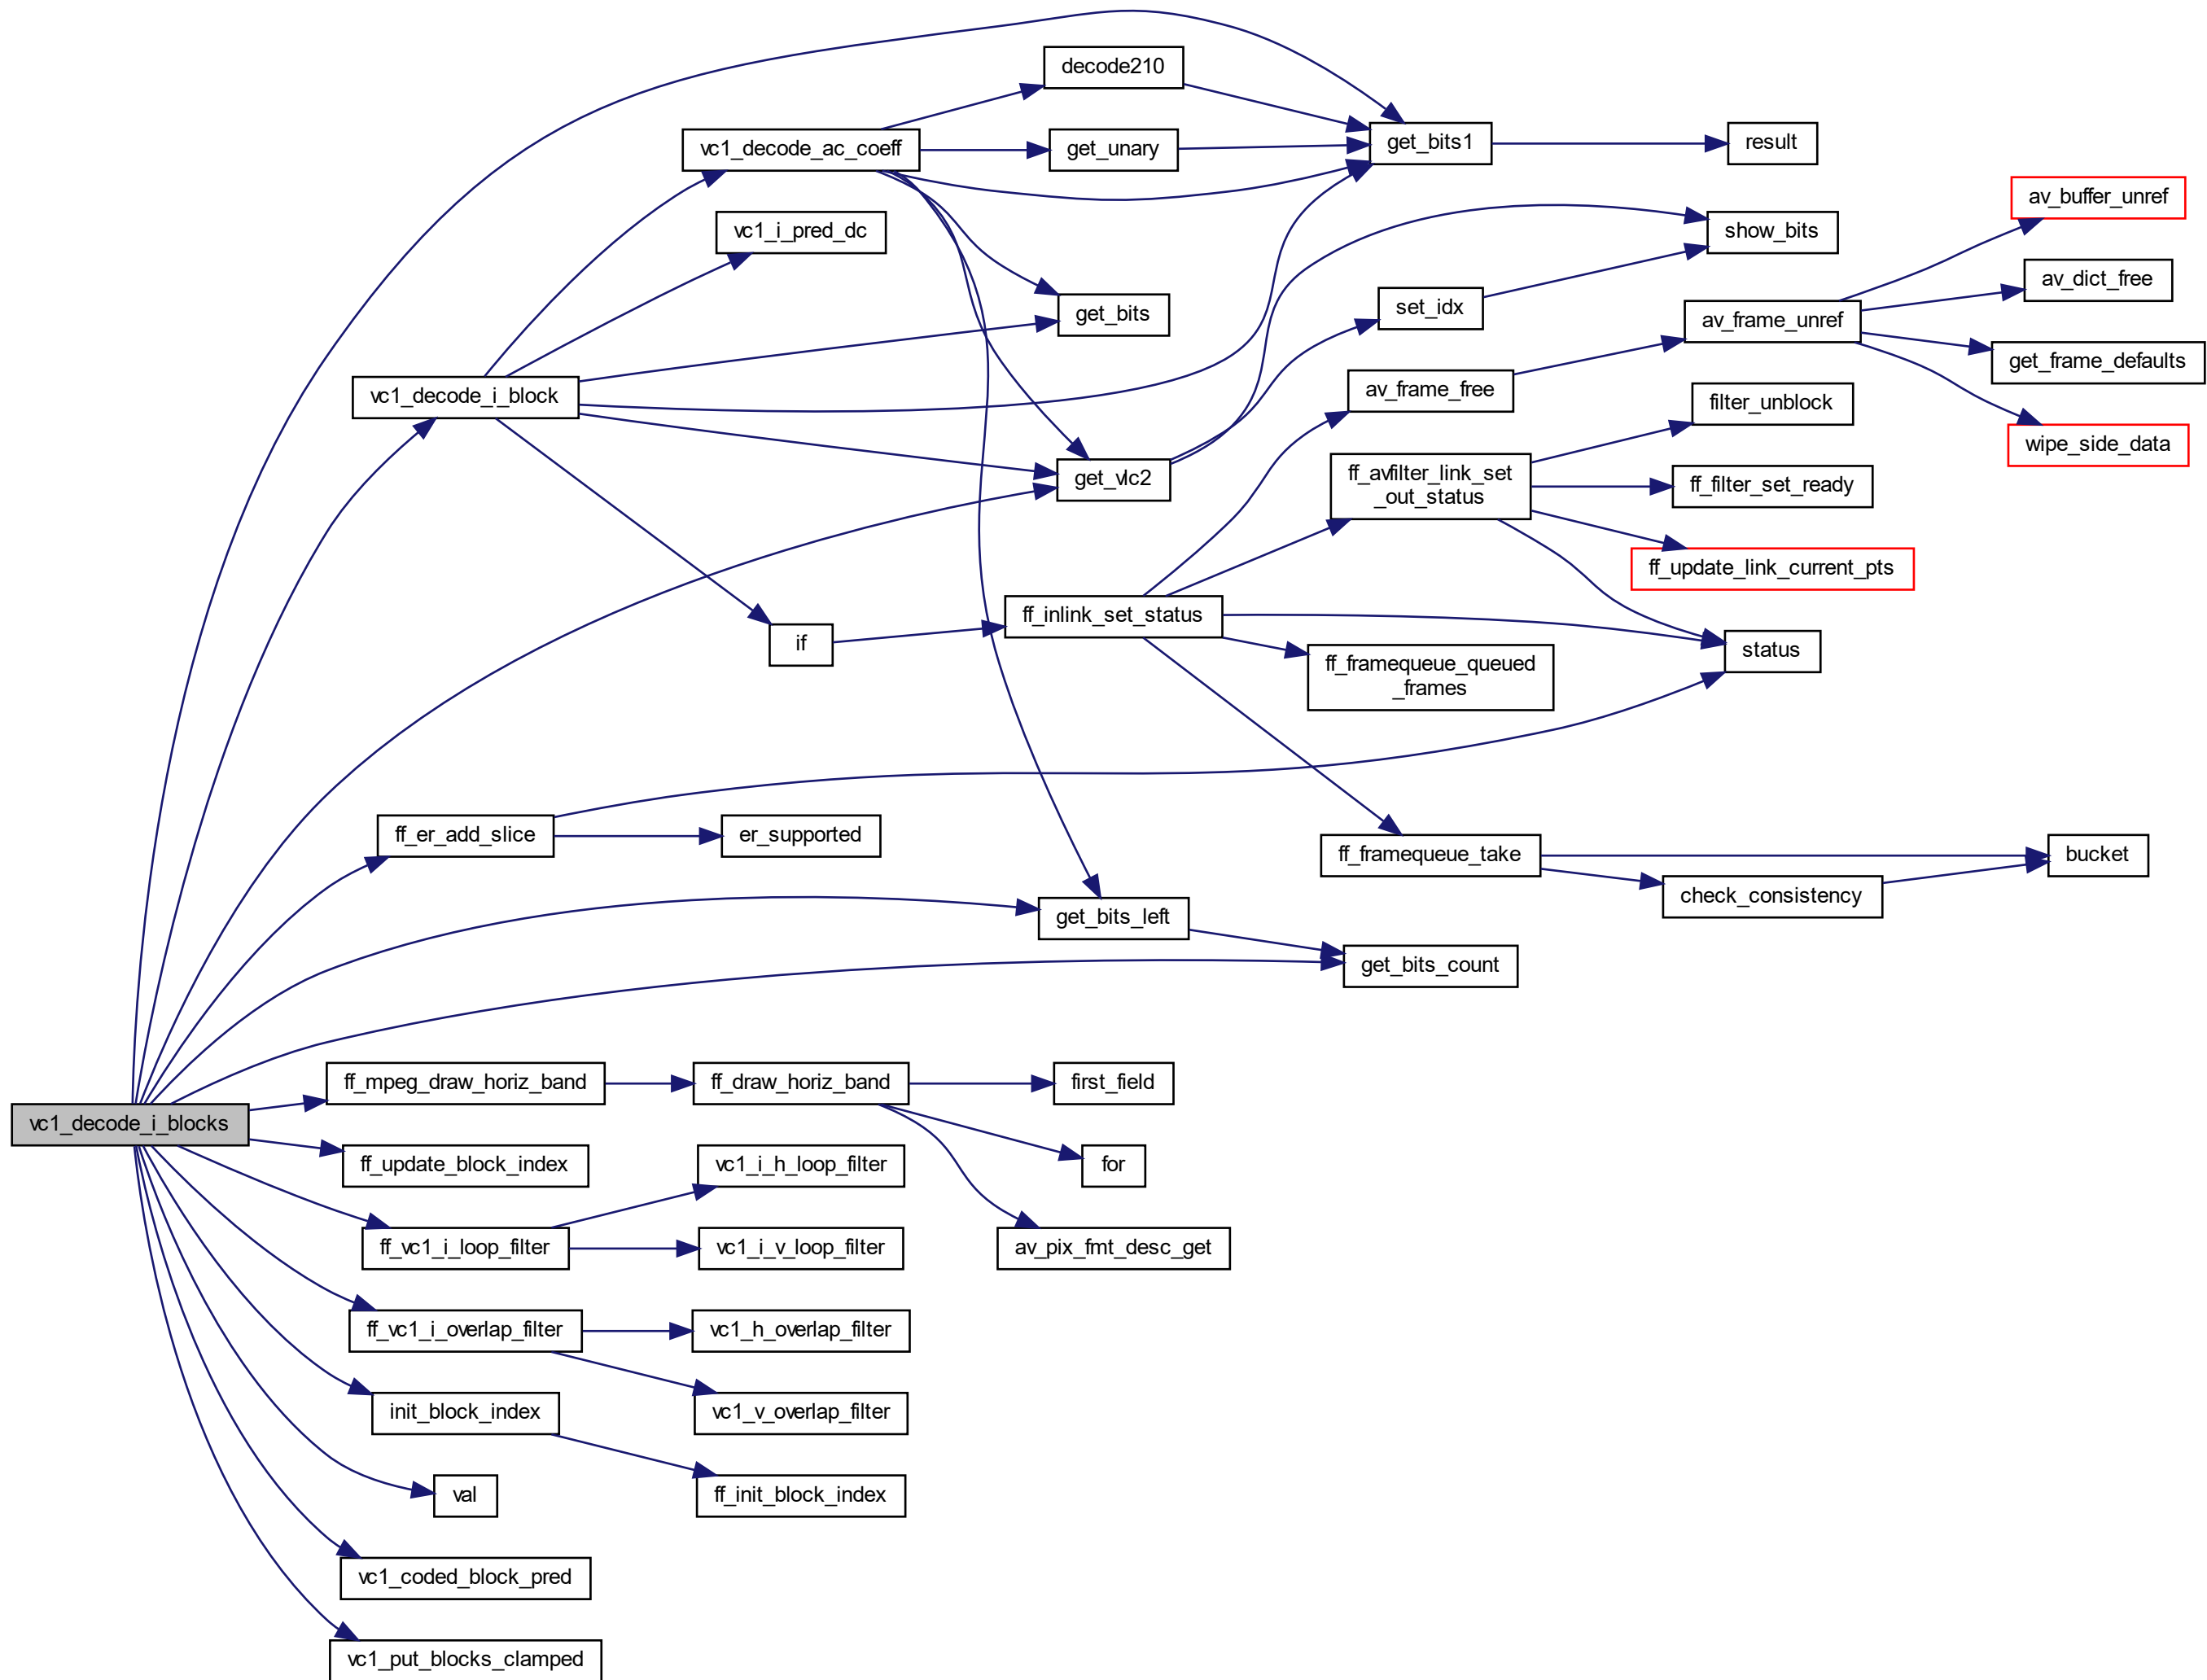 decode210
vc1_decode_ac_coeff
get_unary
get_bits1
result
vc1_i_pred_dc
show_bits
av_buffer_unref
av_dict_free
get_bits
set_idx
av_frame_unref
get_frame_defaults
vc1_decode_i_block
av_frame_free
filter_unblock
wipe_side_data
get_vlc2
ff_avfilter_link_set
_out_status
ff_filter_set_ready
ff_update_link_current_pts
if
ff_inlink_set_status
status
ff_framequeue_queued
_frames
ff_er_add_slice
er_supported
ff_framequeue_take
bucket
check_consistency
get_bits_left
get_bits_count
vc1_decode_i_blocks
ff_mpeg_draw_horiz_band
ff_draw_horiz_band
first_field
ff_update_block_index
vc1_i_h_loop_filter
for
ff_vc1_i_loop_filter
vc1_i_v_loop_filter
av_pix_fmt_desc_get
ff_vc1_i_overlap_filter
vc1_h_overlap_filter
init_block_index
vc1_v_overlap_filter
val
ff_init_block_index
vc1_coded_block_pred
vc1_put_blocks_clamped